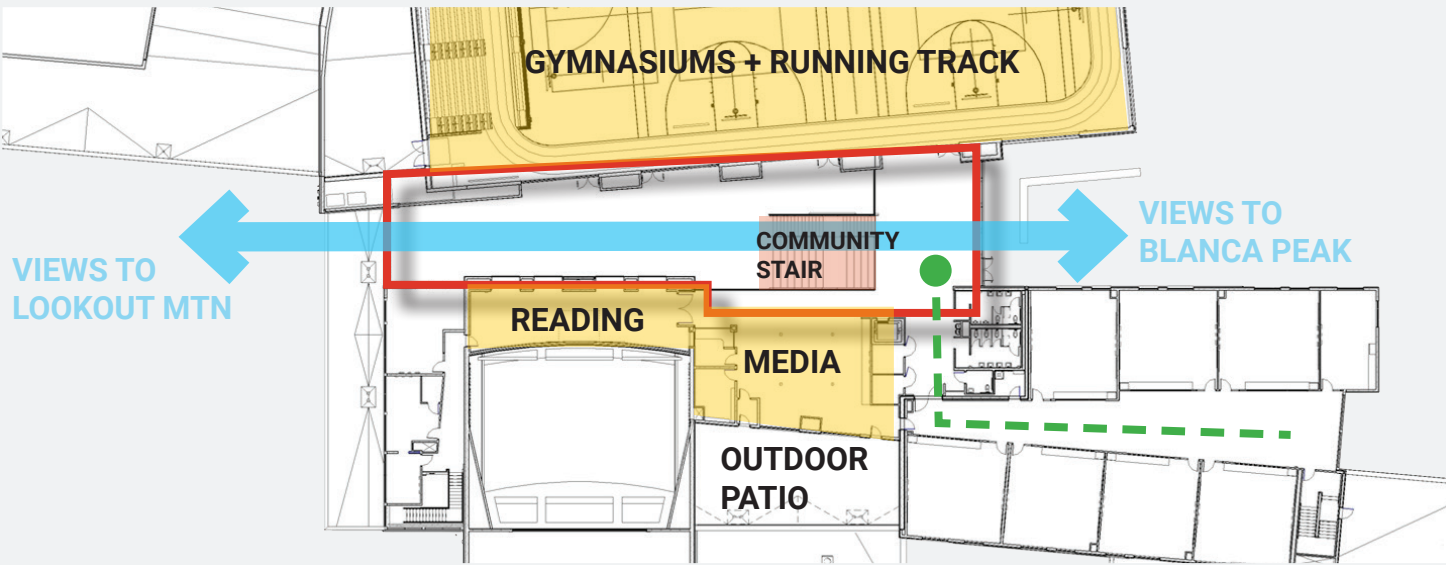 GYMNASIUMS + RUNNING TRACK
VIEWS TO
LOOKOUT MTN
COMMUNITY
STAIR
VIEWS TO
BLANCA PEAK
READING
MEDIA
OUTDOOR
PATIO